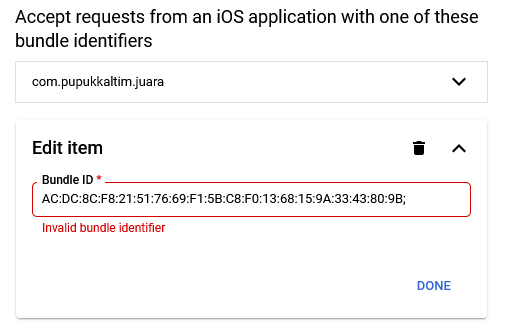 Accept requests from an iOS application with one of these
bundle identifiers
com.pupukkaltim.juara
Edit item
Bundle ID *
AC:DC:8C:F8:21:51:76:69:F1:5B:C8:F0:13:68:15:9A:33:43:80:9B;
Invalid bundle identifier
DONE